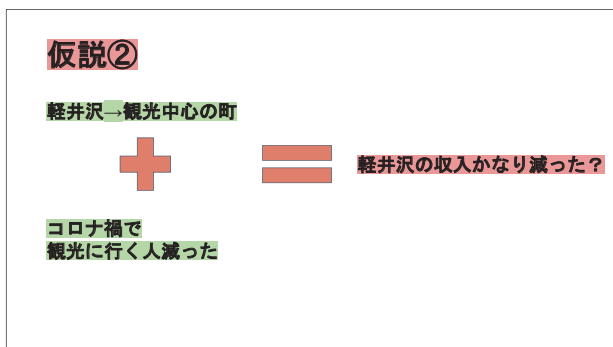 仮説②
軽井沢→観光中心の町
軽井沢の収入かなり減った？
コロナ禍で
観光に行く人減った